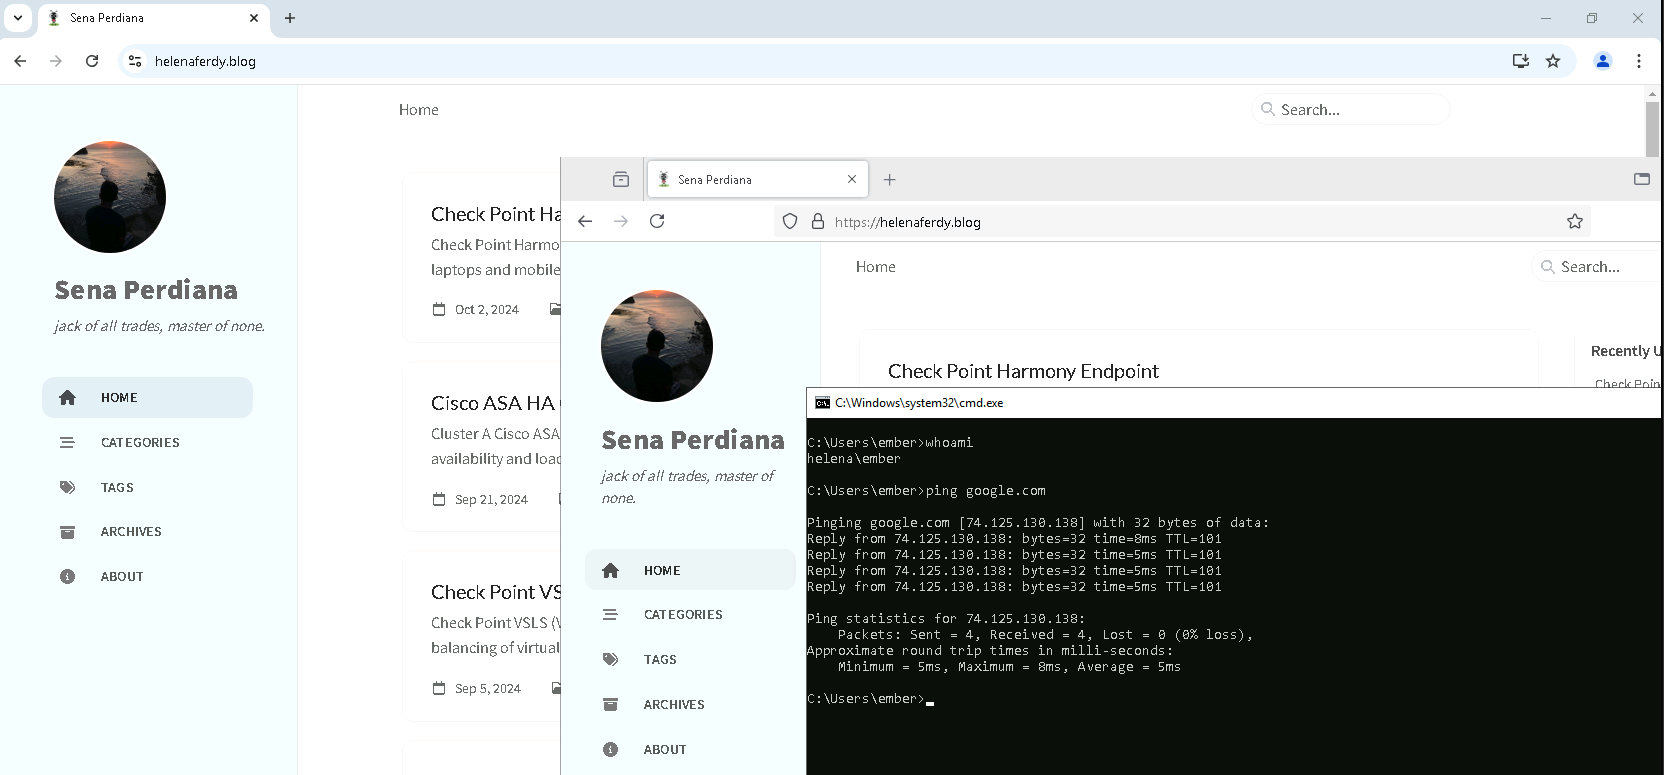 Sena Perdiana
helenaferdy.blog
Home
Search...
Sena Perdiana
jack of all trades, master of none.
HOME
CATEGORIES
TAGS
ARCHIVES
ABOUT
Check Point Ha
Check Point Harmo
laptops and mobile
Oct 2, 2024
Cisco ASA HA
Cluster A Cisco ASA
availability and load
Sep 21, 2024
Check Point VS
Check Point VSLS (V
balancing of virtual
Sep 5, 2024
Sena Perdiana
https://helenaferdy.blog
Home
Search...
Sena Perdiana
jack of all trades, master of
none.
HOME
CATEGORIES
TAGS
ARCHIVES
ABOUT
Check Point Harmony Endpoint
Recently U
Check Poin
C:\Windows\system32\cmd.exe
C:\Users\ember>whoami
helena\ember
C:\Users\ember>ping google.com
Pinging google.com [74.125.130.138] with 32 bytes of data:
Reply from 74.125.130.138: bytes=32 time=8ms TTL=101
Reply from 74.125.130.138: bytes=32 time=5ms TTL=101
Reply from 74.125.130.138: bytes=32 time=5ms TTL=101
Reply from 74.125.130.138: bytes=32 time=5ms TTL=101
Ping statistics for 74.125.130.138:
Packets: Sent = 4, Received = 4, Lost = 0 (0% loss),
Approximate round trip times in milli-seconds:
Minimum = 5ms, Maximum = 8ms, Average = 5ms
C:\Users\ember>